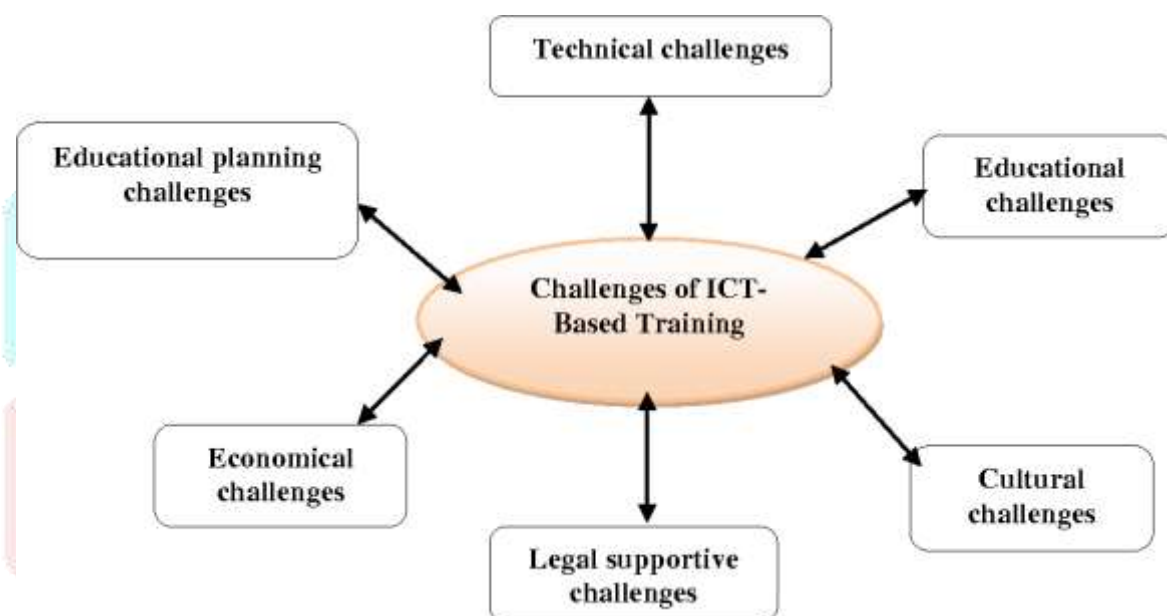 Technical challenges
Educational planning
challenges
Educational
challenges
Challenges of ICT-
Based Training
Economical
challenges
Cultural
challenges
Legal supportive
challenges